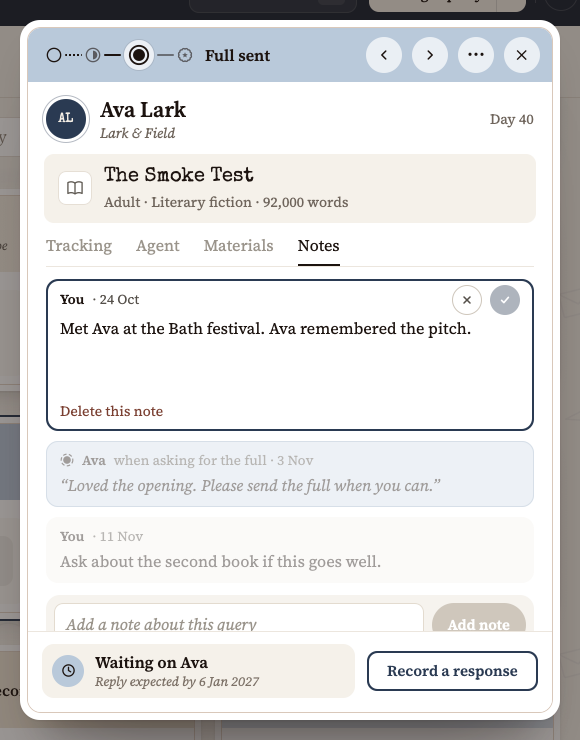 Full sent
AL
Ava Lark
Lark & Field
Day 40
The Smoke Test
Adult · Literary fiction · 92,000 words
Tracking Agent Materials Notes
You · 24 Oct
Met Ava at the Bath festival. Ava remembered the pitch.
Delete this note
Ava when asking for the full · 3 Nov
“Loved the opening. Please send the full when you can.”
You · 11 Nov
Ask about the second book if this goes well.
Add a note about this query
Add note
Waiting on Ava
Reply expected by 6 Jan 2027
Record a response